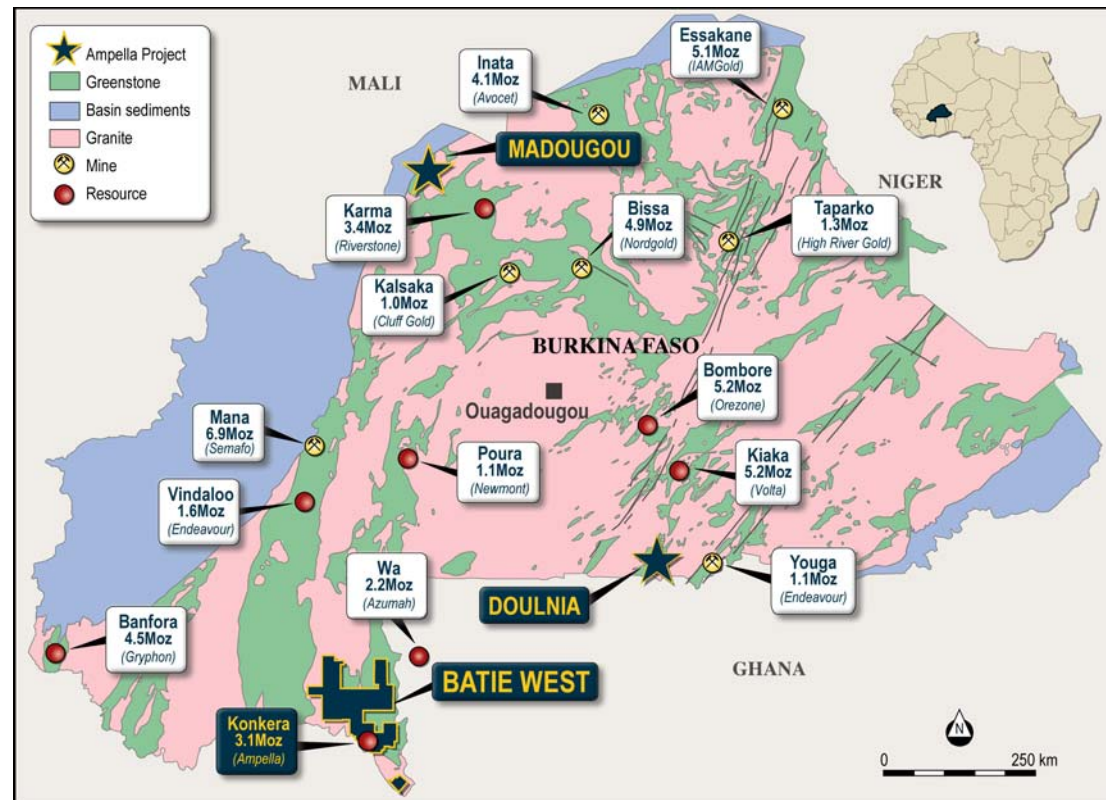 Ampella Project
Greenstone
Basin sediments
Granite
Mine
Resource
MALI
Inata
4.1Moz
(Avocet)
Essakane
5.1Moz
(IAMGold)
MADOUGOU
NIGER
Karma
3.4Moz
(Riverstone)
Bissa
4.9Moz
(Nordgold)
Taparko
1.3Moz
(High River Gold)
Kalsaka
1.0Moz
(Cluff Gold)
BURKINA FASO
Ouagadougou
Bombore
5.2Moz
(Orezone)
Mana
6.9Moz
(Semafo)
Poura
1.1Moz
(Newmont)
Kiaka
5.2Moz
(Volta)
Vindaloo
1.6Moz
(Endeavour)
Wa
2.2Moz
(Azumah)
DOULNIA
Youga
1.1Moz
(Endeavour)
Banfora
4.5Moz
(Gryphon)
BATIE WEST
GHANA
Konkera
3.1Moz
(Ampella)
N
0 250 km